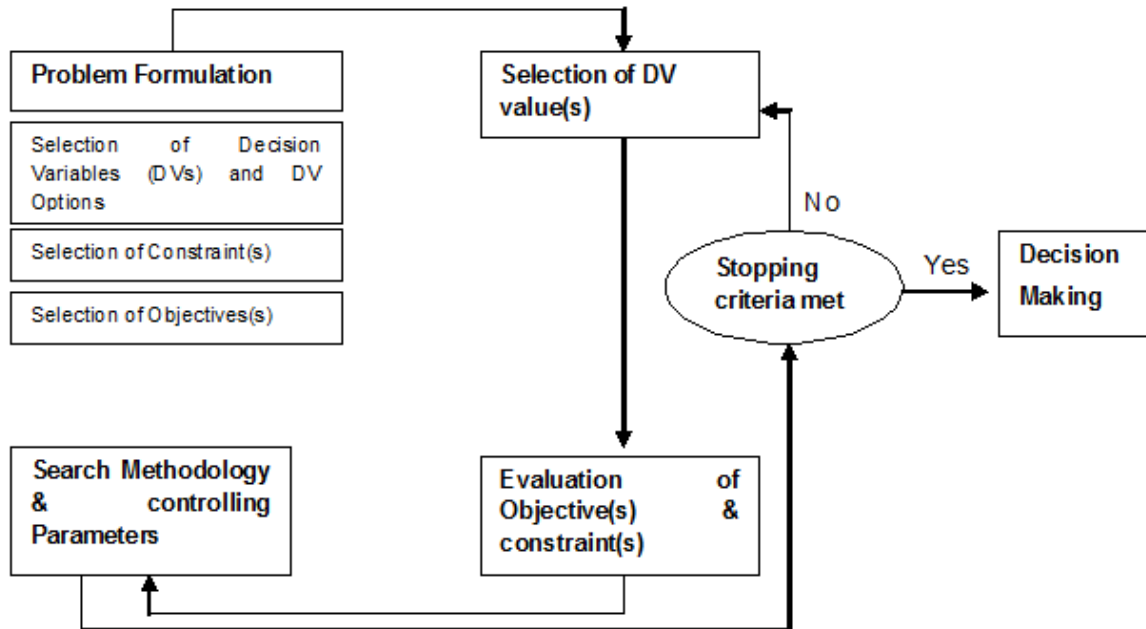 Problem Formulation
Selection of Decision
Variables (DVs) and DV
Options
Selection of Constraint(s)
Selection of Objectives(s)
Selection of DV
value(s)
No
Stopping
criteria met
Yes
Decision
Making
Search Methodology
& controlling
Parameters
Evaluation of
Objective(s) &
constraint(s)